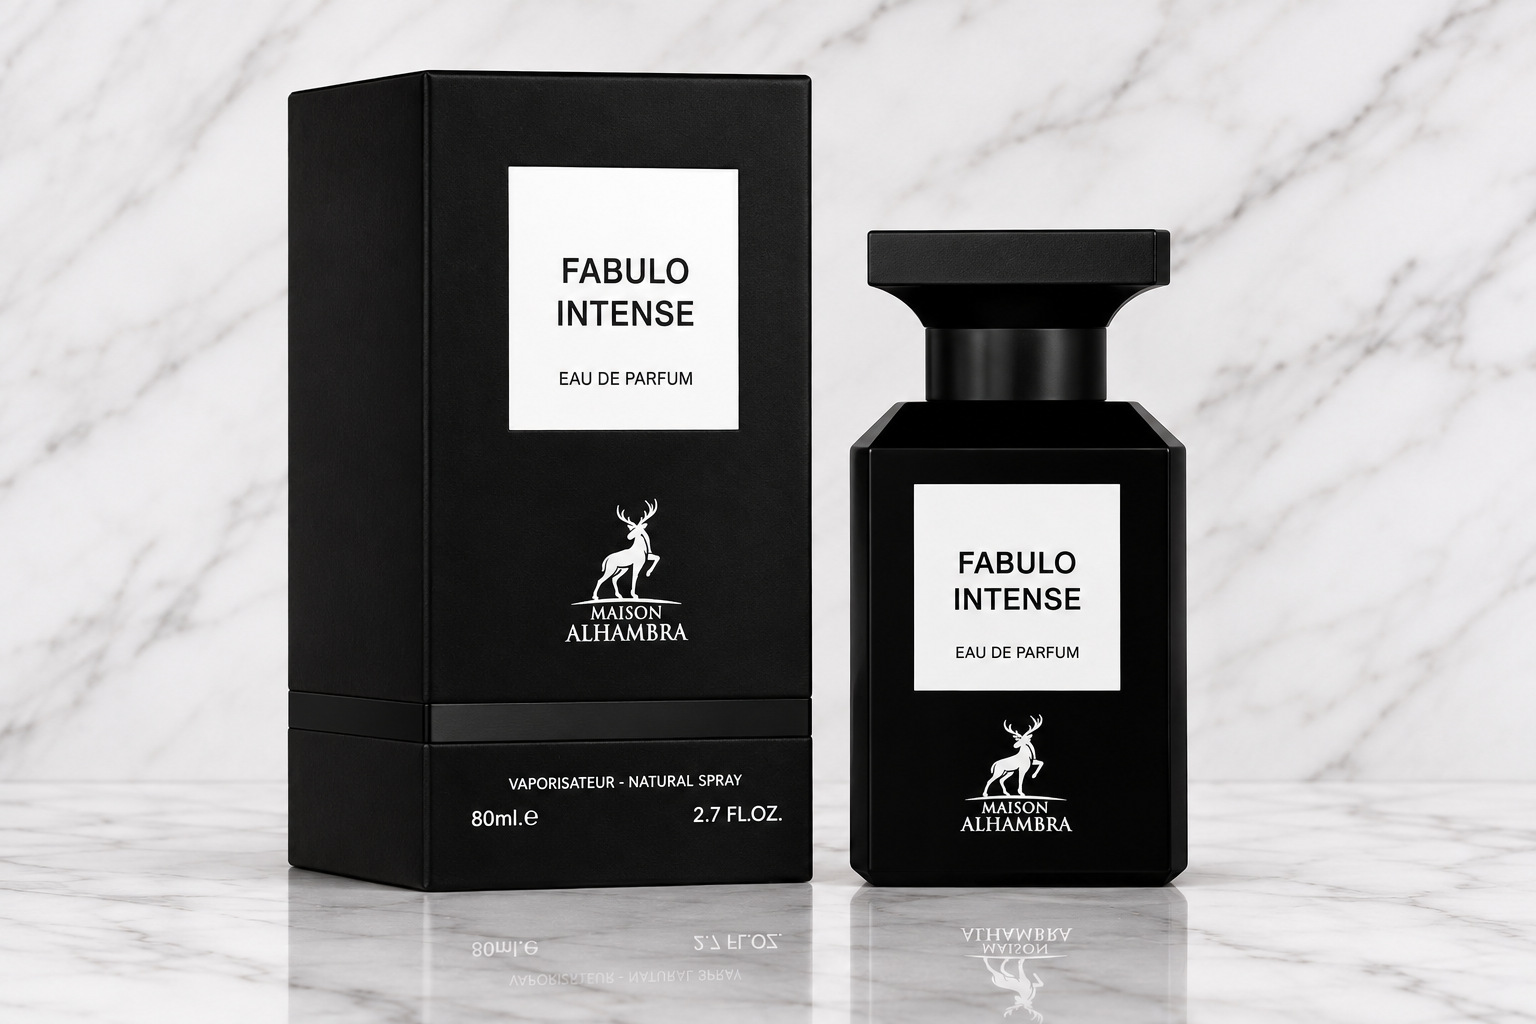 FABULO
INTENSE
EAU DE PARFUM
MAISON
ALHAMBRA
VAPORISATEUR - NATURAL SPRAY
80ml.e
2.7 FL.OZ.
FABULO
INTENSE
EAU DE PARFUM
MAISON
ALHAMBRA